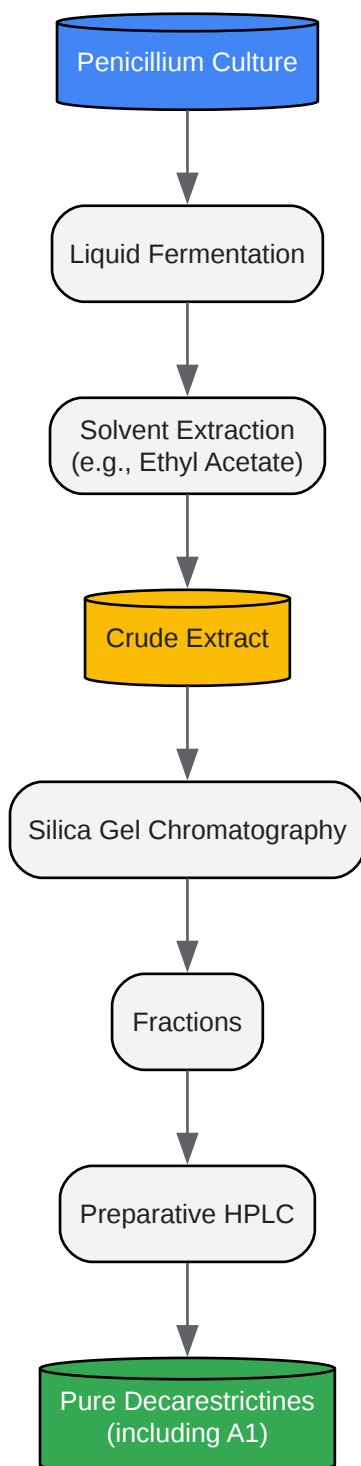 Penicillium Culture
Liquid Fermentation
Solvent Extraction
(e.g., Ethyl Acetate)
Crude Extract
Silica Gel Chromatography
Fractions
Preparative HPLC
Pure Decarestrictines
(including A1)